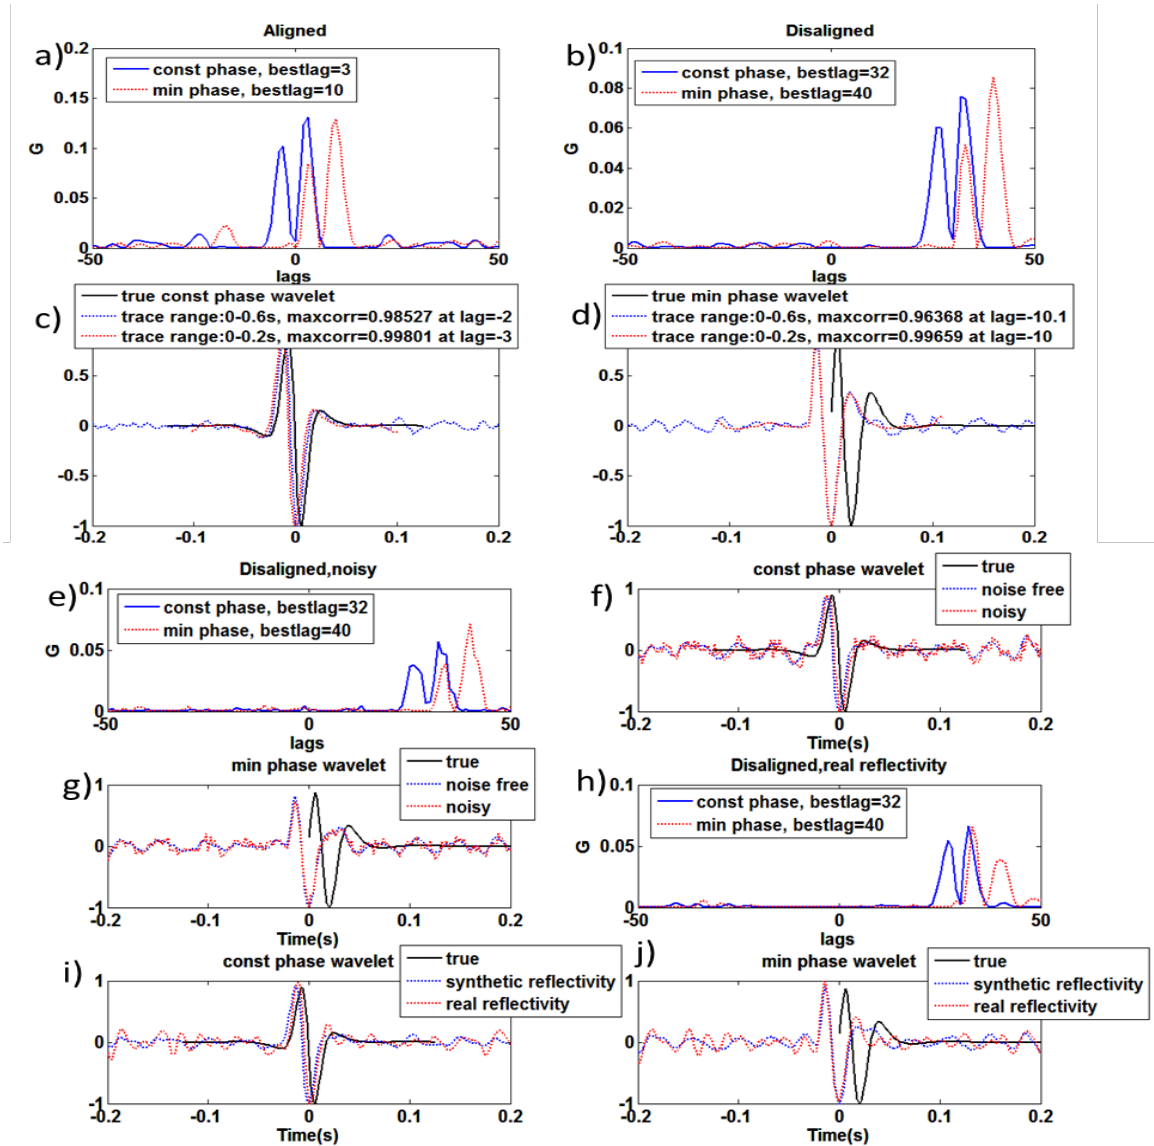 Aligned
a)
0.2
0.15
0.1
0.05
0
G
const phase, bestlag=3
min phase, bestlag=10
-50
0
50
lags
Disaligned
b)
0.1
0.08
0.06
0.04
0.02
0
G
const phase, bestlag=32
min phase, bestlag=40
-50
0
50
lags
c)
true const phase wavelet
trace range:0-0.6s, maxcorr=0.98527 at lag=-2
trace range:0-0.2s, maxcorr=0.99801 at lag=-3
0.5
0
-0.5
-1
-0.2
-0.1
0
0.1
0.2
d)
true min phase wavelet
trace range:0-0.6s, maxcorr=0.96368 at lag=-10.1
trace range:0-0.2s, maxcorr=0.99659 at lag=-10
0.5
0
-0.5
-1
-0.2
-0.1
0
0.1
0.2
Disaligned,noisy
e)
0.1
0.05
0
G
const phase, bestlag=32
min phase, bestlag=40
-50
0
50
lags
const phase wavelet
f)
1
0
-1
true
noise free
noisy
-0.2
-0.1
0
0.1
0.2
Time(s)
min phase wavelet
g)
1
0
-1
true
noise free
noisy
-0.2
-0.1
0
0.1
0.2
Time(s)
Disaligned,real reflectivity
h)
0.1
0.05
0
G
const phase, bestlag=32
min phase, bestlag=40
-50
0
50
lags
const phase wavelet
i)
1
0
-1
true
synthetic reflectivity
real reflectivity
-0.2
-0.1
0
0.1
0.2
Time(s)
min phase wavelet
j)
1
0
-1
true
synthetic reflectivity
real reflectivity
-0.2
-0.1
0
0.1
0.2
Time(s)